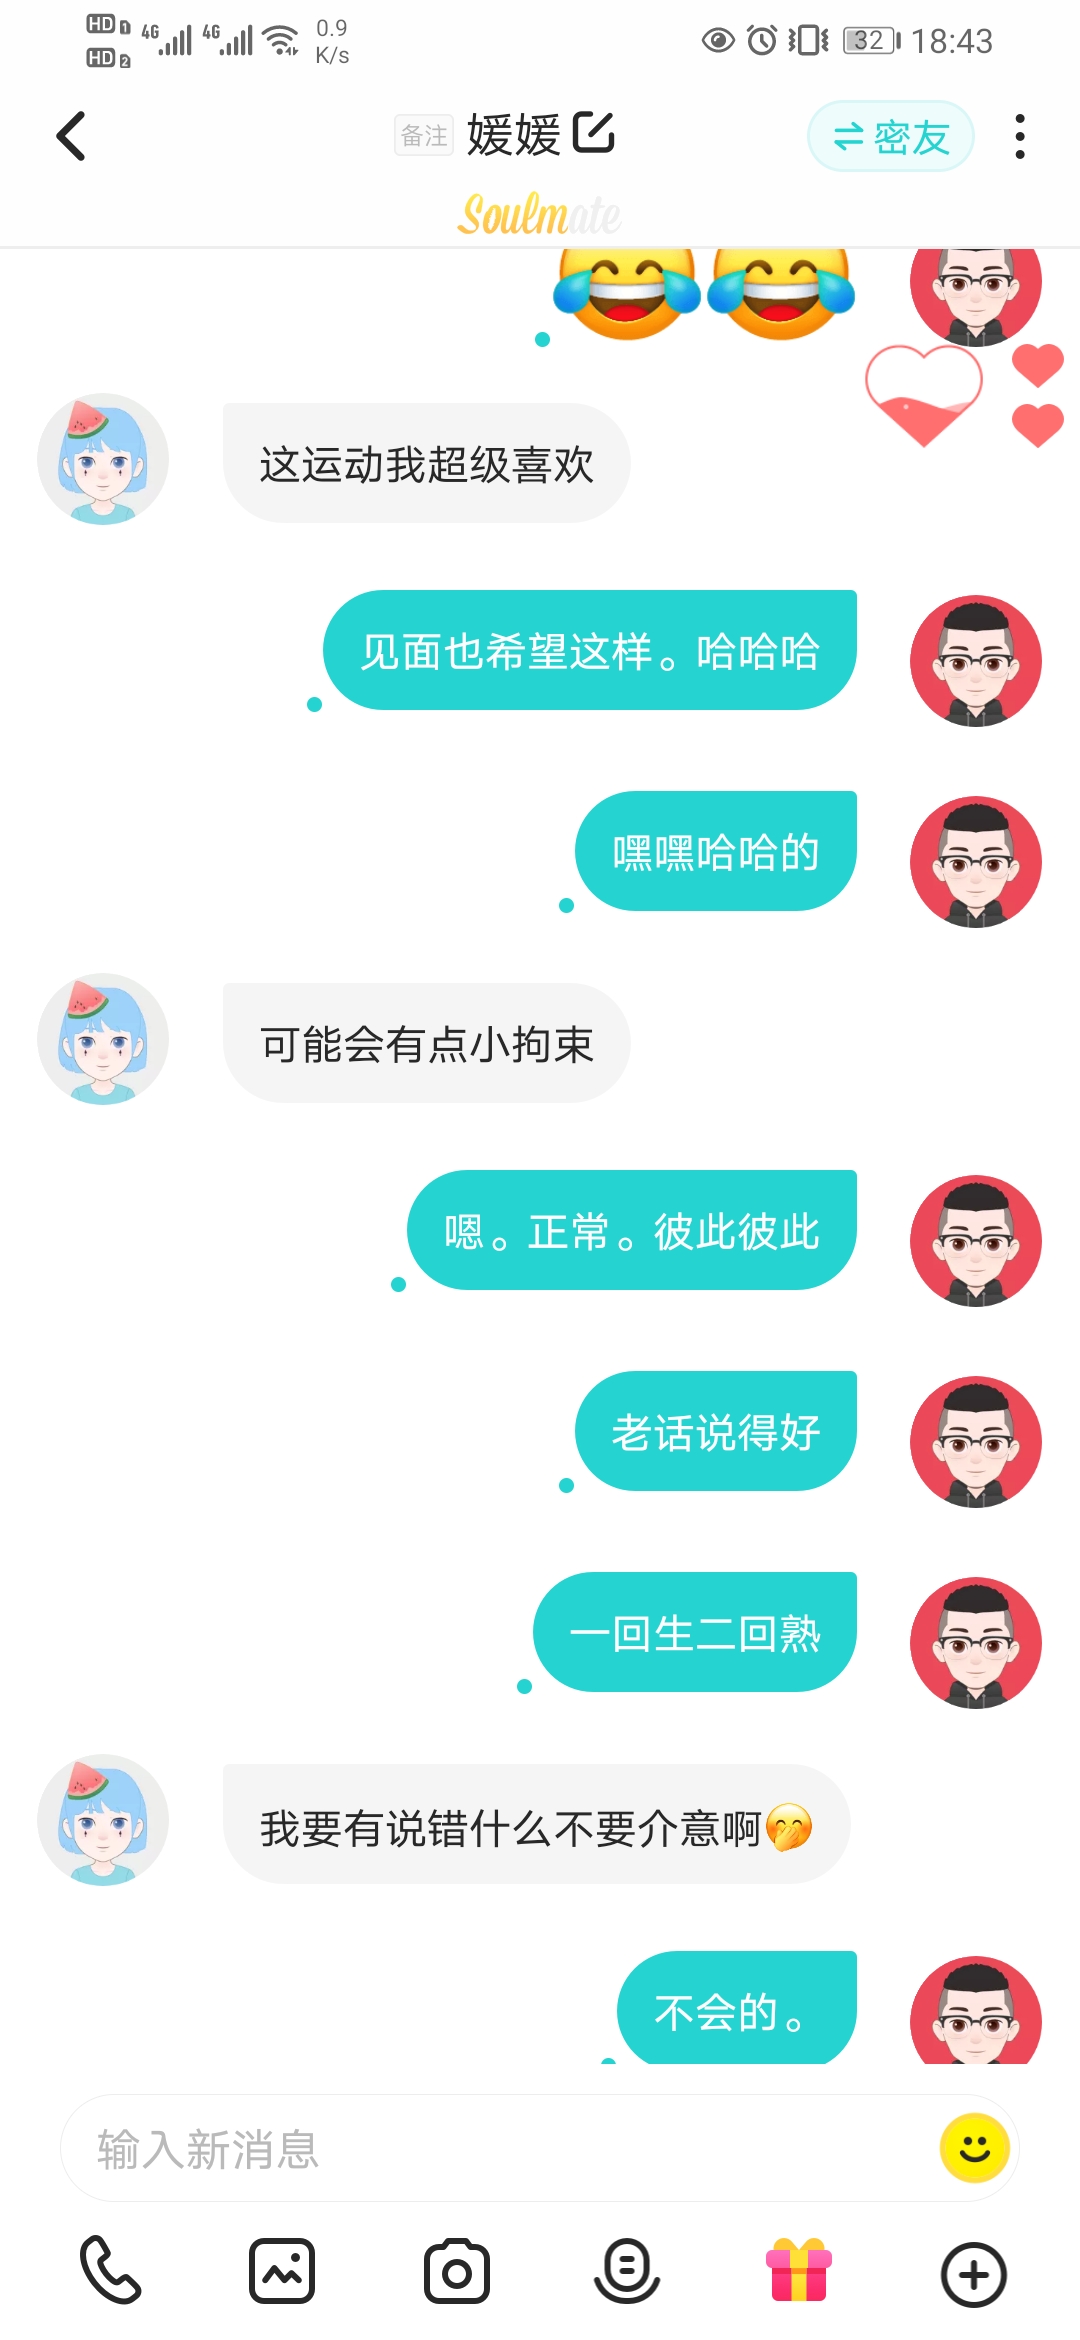 HD 1 4G 4G 0.9
HD 2 K/s
32 18:43
备注 媛媛 密友
Soulmate
这运动我超级喜欢
见面也希望这样。哈哈哈
嘿嘿哈哈的
可能会有点小拘束
嗯。正常。彼此彼此
老话说得好
一回生二回熟
我要有说错什么不要介意啊🤭
不会的。
输入新消息